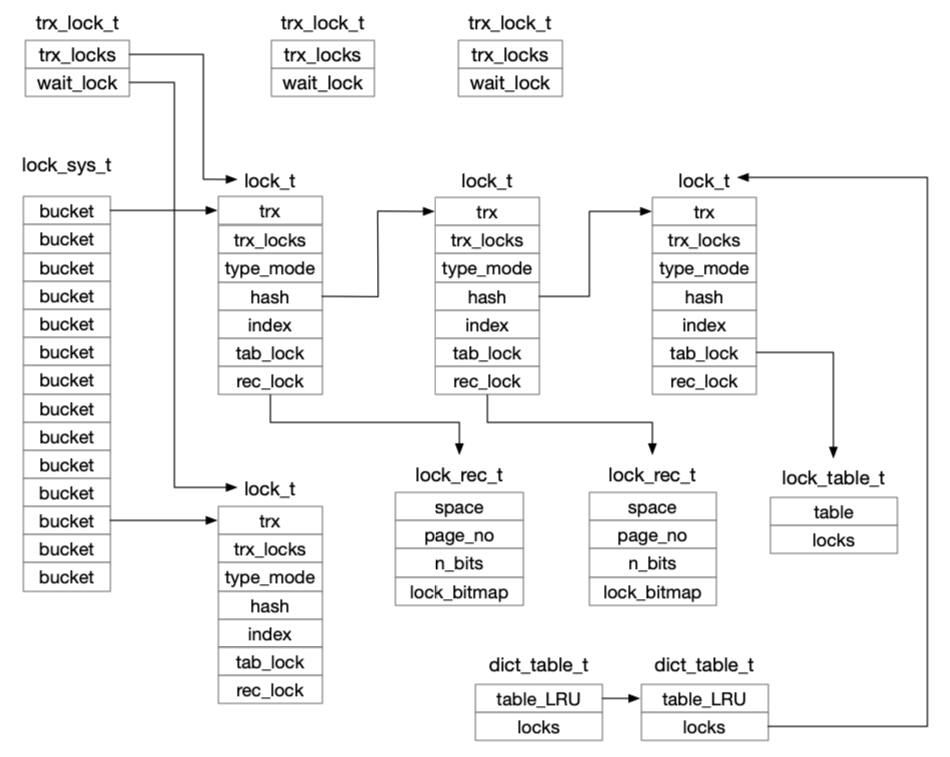 trx_lock_t
trx_locks
wait_lock
trx_lock_t
trx_locks
wait_lock
trx_lock_t
trx_locks
wait_lock
lock_sys_t
bucket
bucket
bucket
bucket
bucket
bucket
bucket
bucket
bucket
bucket
bucket
bucket
bucket
bucket
lock_t
trx
trx_locks
type_mode
hash
index
tab_lock
rec_lock
lock_t
trx
trx_locks
type_mode
hash
index
tab_lock
rec_lock
lock_t
trx
trx_locks
type_mode
hash
index
tab_lock
rec_lock
lock_t
trx
trx_locks
type_mode
hash
index
tab_lock
rec_lock
lock_rec_t
space
page_no
n_bits
lock_bitmap
lock_rec_t
space
page_no
n_bits
lock_bitmap
lock_table_t
table
locks
dict_table_t
table_LRU
locks
dict_table_t
table_LRU
locks